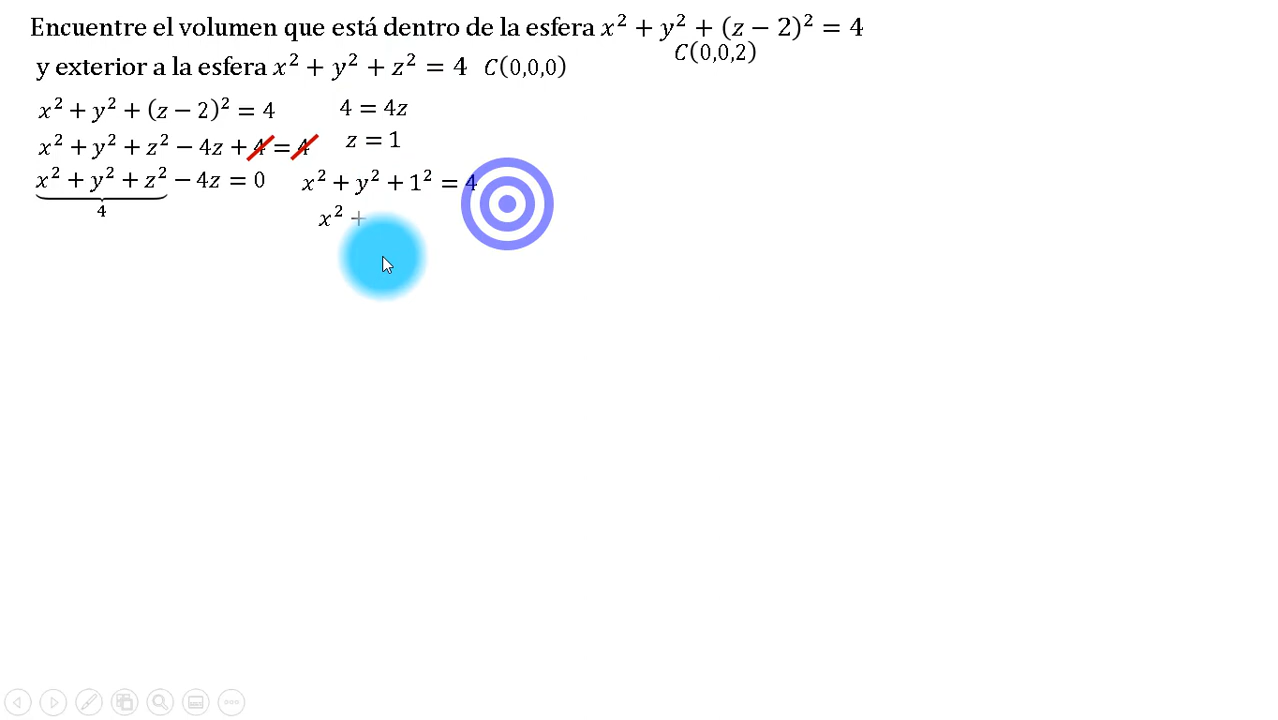 Encuentre el volumen que está dentro de la esfera x² + y² + (z − 2)² = 4
C(0,0,2)
y exterior a la esfera x² + y² + z² = 4 C(0,0,0)
x² + y² + (z − 2)² = 4
4 = 4z
x² + y² + z² − 4z + 4 = 4
z = 1
x² + y² + z² − 4z = 0
4
x² + y² + 1² = 4
x² +